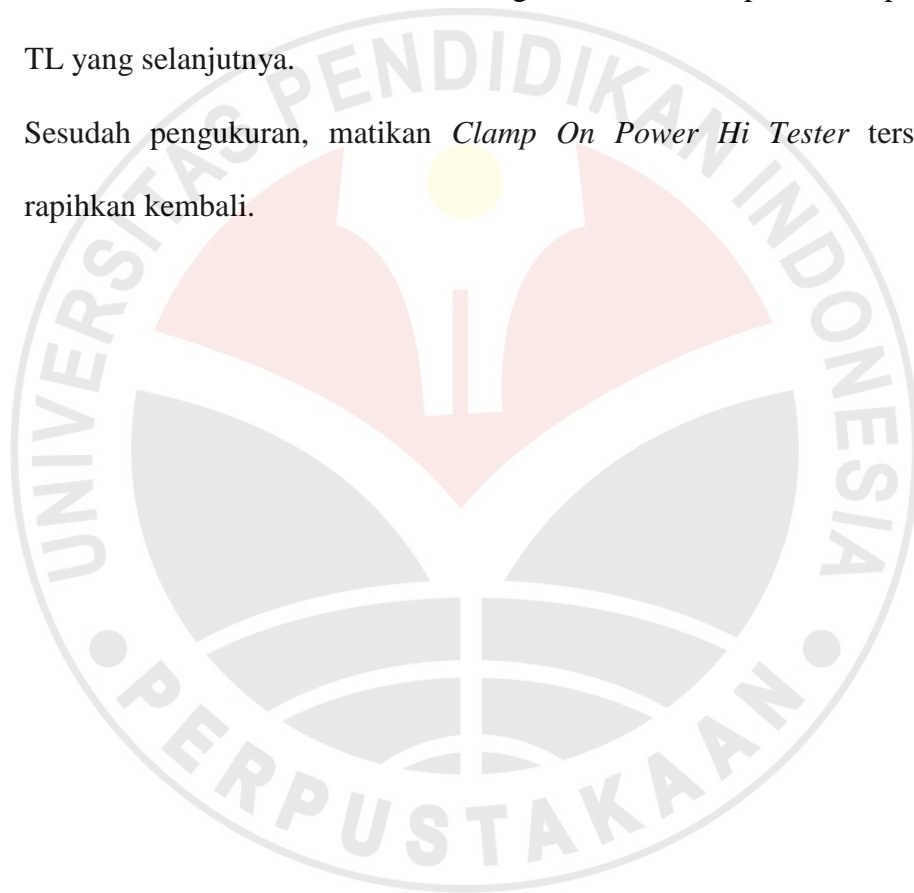 TL yang selanjutnya.
Sesudah pengukuran, matikan Clamp On Power Hi Tester ters
rapihkan kembali.
UNIVERSITAS PENDIDIKAN INDONESIA
• PERPUSTAKAAN •